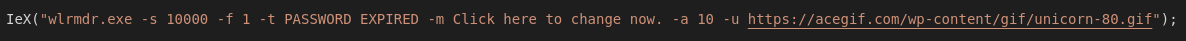 IeX("wlrmdr.exe -s 10000 -f 1 -t PASSWORD EXPIRED -m Click here to change now. -a 10 -u https://acegif.com/wp-content/gif/unicorn-80.gif");